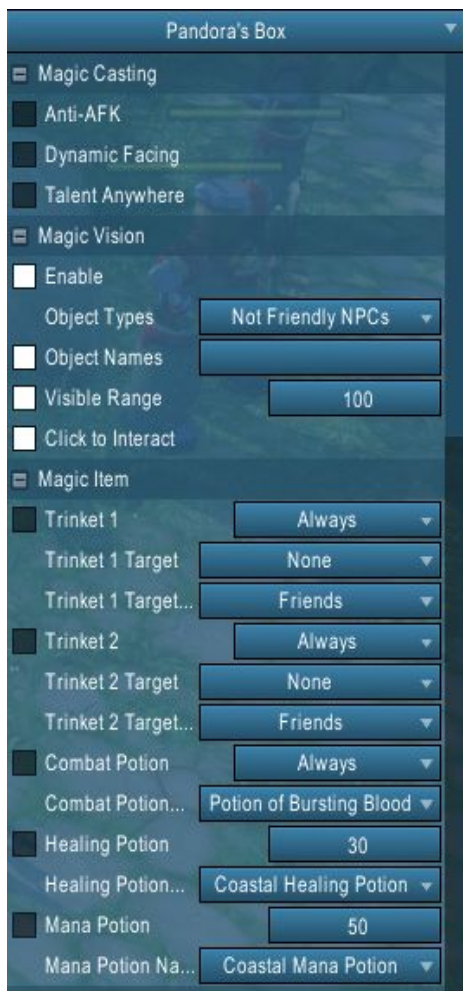 Pandora's Box
Magic Casting
Anti-AFK
Dynamic Facing
Talent Anywhere
Magic Vision
Enable
Object Types Not Friendly NPCs
Object Names
Visible Range 100
Click to Interact
Magic Item
Trinket 1 Always
Trinket 1 Target None
Trinket 1 Target... Friends
Trinket 2 Always
Trinket 2 Target None
Trinket 2 Target... Friends
Combat Potion Always
Combat Potion... Potion of Bursting Blood
Healing Potion 30
Healing Potion... Coastal Healing Potion
Mana Potion 50
Mana Potion Na... Coastal Mana Potion